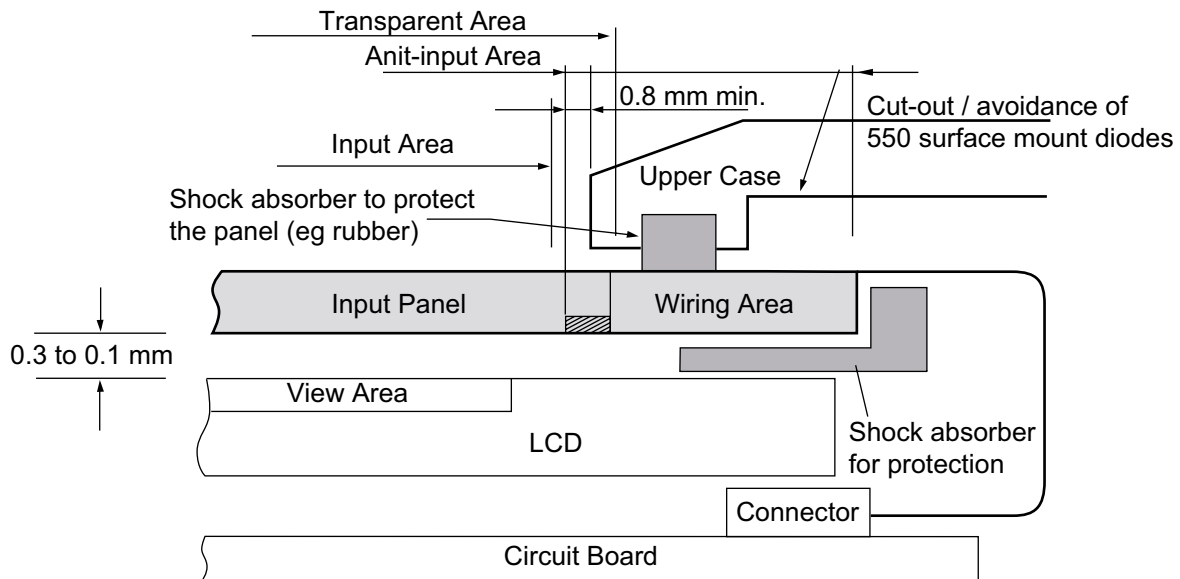 Transparent Area
Anit-input Area
0.8 mm min.
Cut-out / avoidance of
550 surface mount diodes
Input Area
Upper Case
Shock absorber to protect
the panel (eg rubber)
Input Panel
Wiring Area
0.3 to 0.1 mm
View Area
LCD
Shock absorber
for protection
Connector
Circuit Board